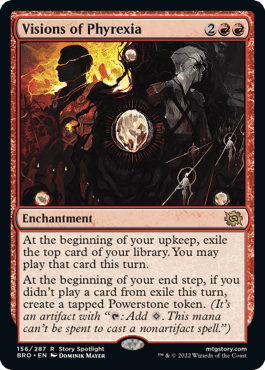 Visions of Phyrexia 2
Enchantment
At the beginning of your upkeep, exile
the top card of your library. You may
play that card this turn.
At the beginning of your end step, if you
didn't play a card from exile this turn,
create a tapped Powerstone token. (It's
an artifact with “: Add . This mana
can't be spent to cast a nonartifact spell.”)
156/287 R Story Spotlight mtgstory.com
BRO • EN Dominik Mayer ™ & © 2022 Wizards of the Coast